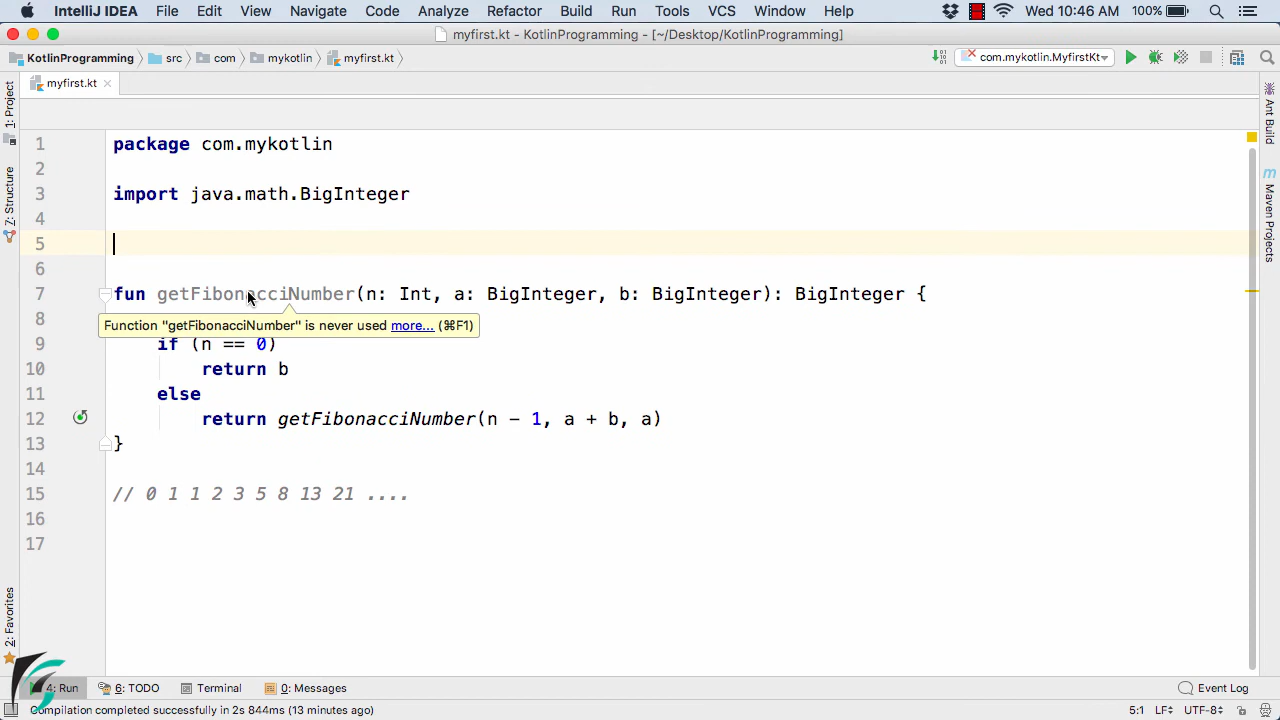 IntelliJ IDEA File Edit View Navigate Code Analyze Refactor Build Run Tools VCS Window Help Wed 10:46 AM 100%
myfirst.kt - KotlinProgramming - [~/Desktop/KotlinProgramming]
KotlinProgramming src com mykotlin myfirst.kt com.mykotlin.MyfirstKt
myfirst.kt
1: Project
7: Structure
2: Favorites
Ant Build
Maven Projects
1 package com.mykotlin
2
3 import java.math.BigInteger
4
5
6
7 fun getFibonacciNumber(n: Int, a: BigInteger, b: BigInteger): BigInteger {
8
Function "getFibonacciNumber" is never used more... (⌘F1)
9 if (n == 0)
10 return b
11 else
12 return getFibonacciNumber(n - 1, a + b, a)
13 }
14
15 // 0 1 1 2 3 5 8 13 21 ....
16
17
4: Run 6: TODO Terminal 0: Messages Event Log
Compilation completed successfully in 2s 844ms (13 minutes ago) 5:1 LF÷ UTF-8÷